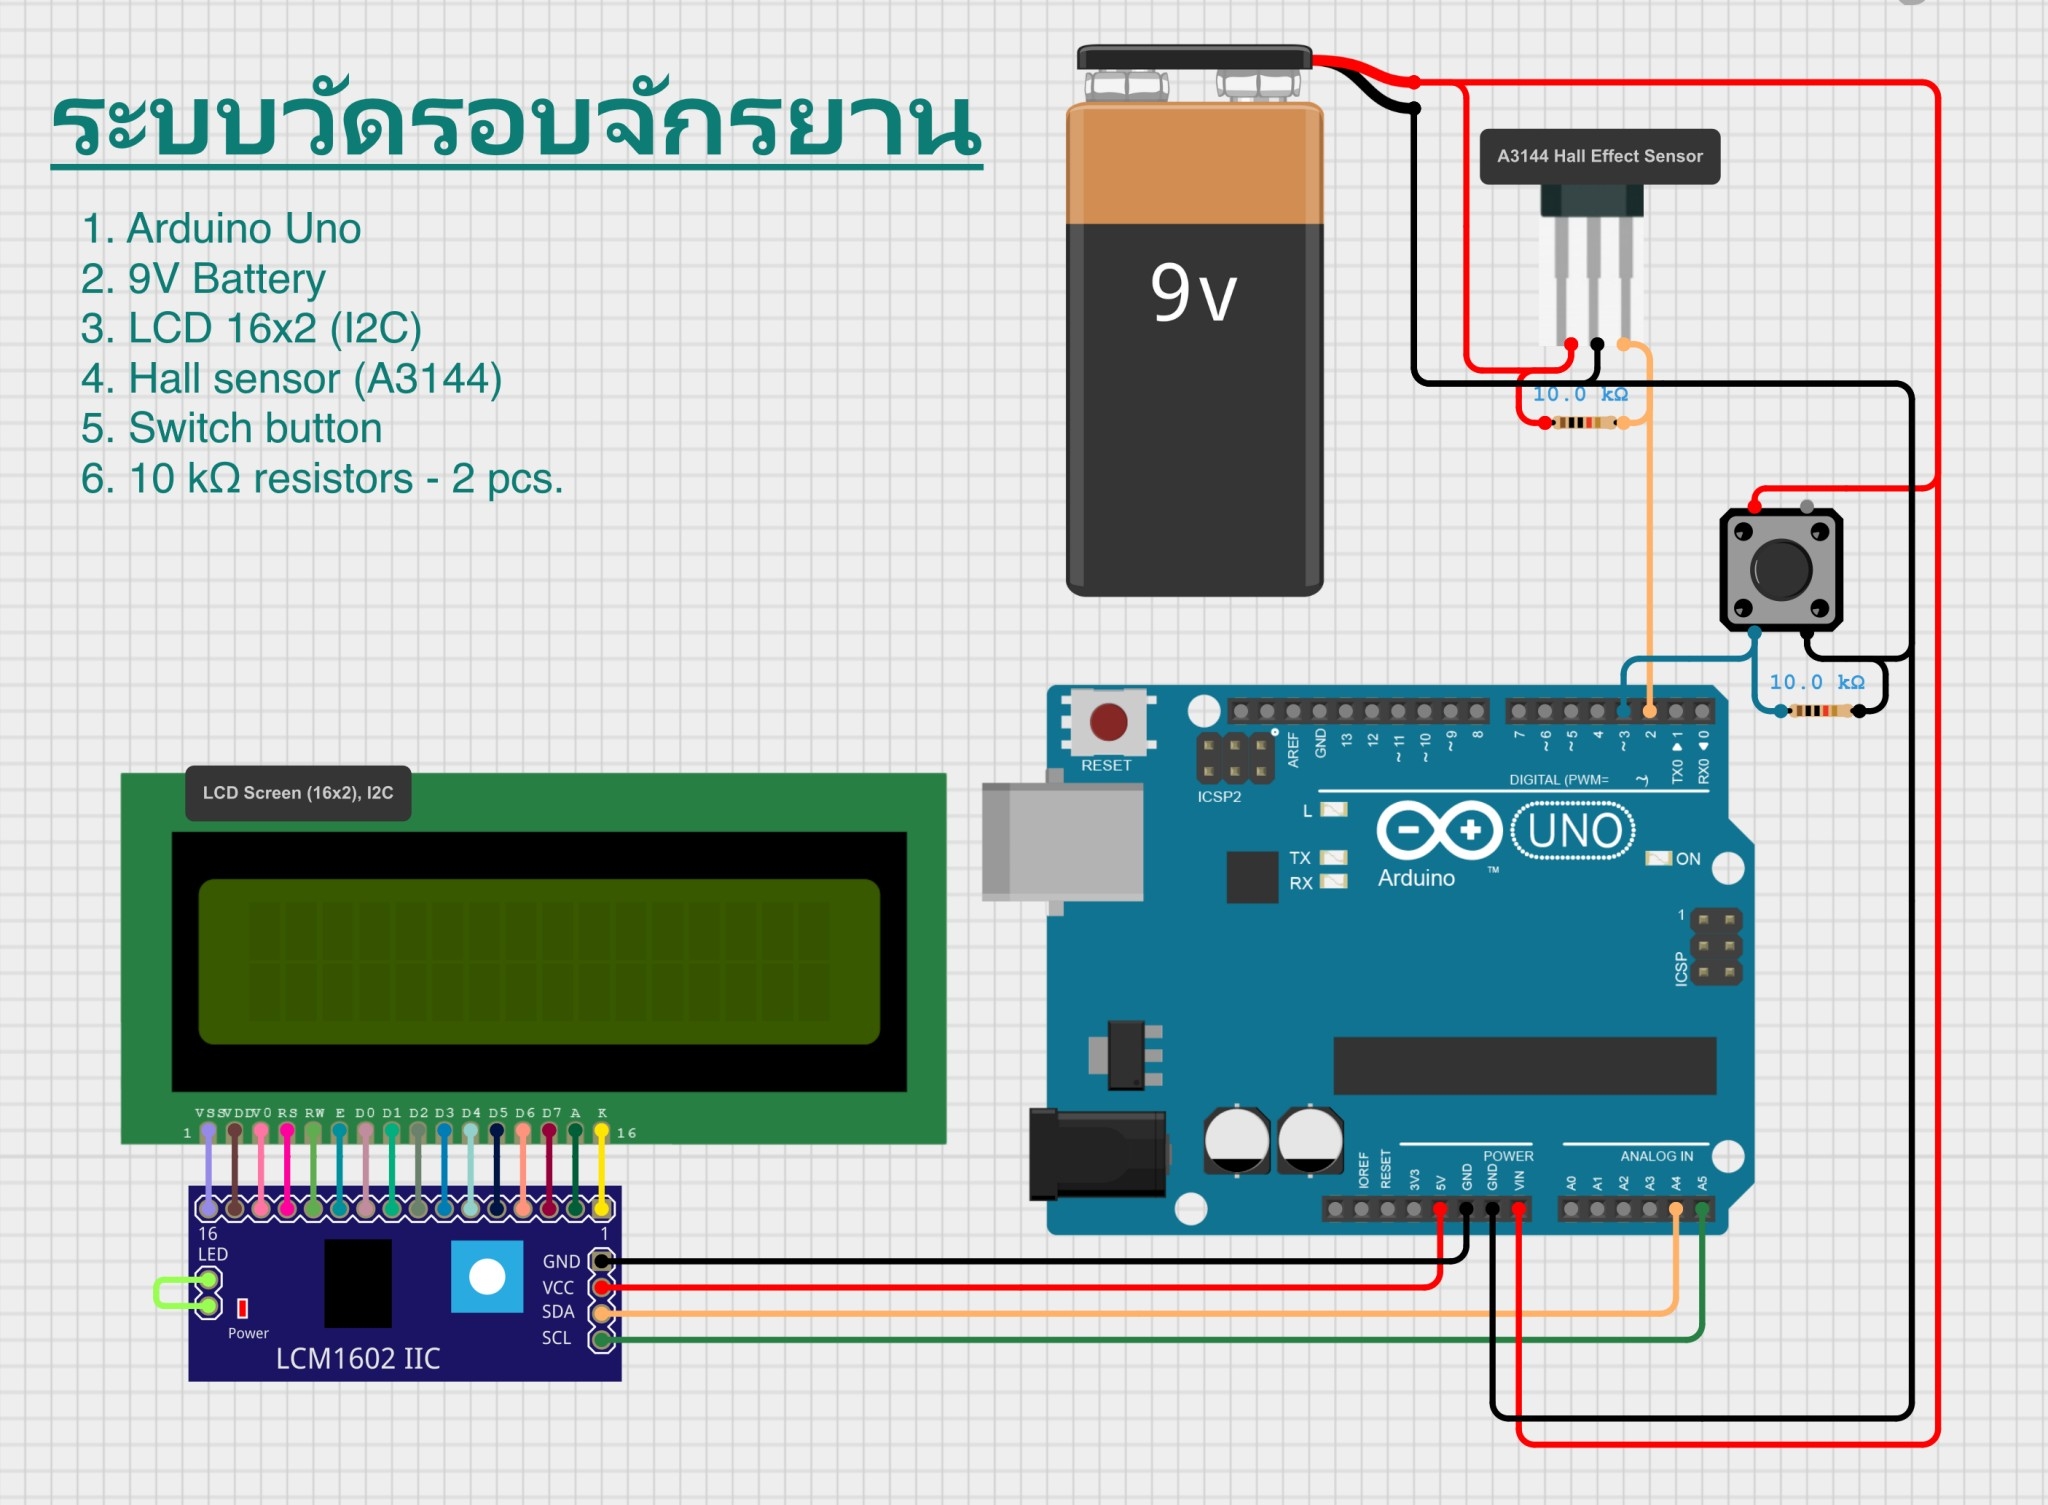 ระบบวัดรอบจักรยาน
1. Arduino Uno
2. 9V Battery
3. LCD 16x2 (I2C)
4. Hall sensor (A3144)
5. Switch button
6. 10 kΩ resistors - 2 pcs.
9v
A3144 Hall Effect Sensor
10.0 kΩ
10.0 kΩ
RESET
ICSP2
AREF
GND
13
12
~11
~10
~9
8
7
~6
~5
4
~3
2
TX0▶1
RX0◀0
DIGITAL (PWM= ~)
L
TX
RX
Arduino
™
UNO
ON
1
ICSP
POWER
ANALOG IN
IOREF
RESET
3V3
5V
GND
GND
VIN
A0
A1
A2
A3
A4
A5
LCD Screen (16x2), I2C
VSS VDD V0 RS RW E D0 D1 D2 D3 D4 D5 D6 D7 A K
1 16
16 1
LED
GND
VCC
SDA
SCL
Power
LCM1602 IIC